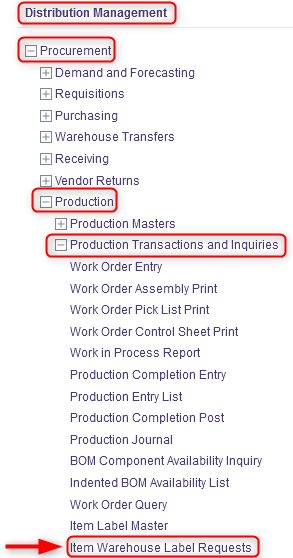 Distribution Management
Procurement
Demand and Forecasting
Requisitions
Purchasing
Warehouse Transfers
Receiving
Vendor Returns
Production
Production Masters
Production Transactions and Inquiries
Work Order Entry
Work Order Assembly Print
Work Order Pick List Print
Work Order Control Sheet Print
Work in Process Report
Production Completion Entry
Production Entry List
Production Completion Post
Production Journal
BOM Component Availability Inquiry
Indented BOM Availability List
Work Order Query
Item Label Master
Item Warehouse Label Requests